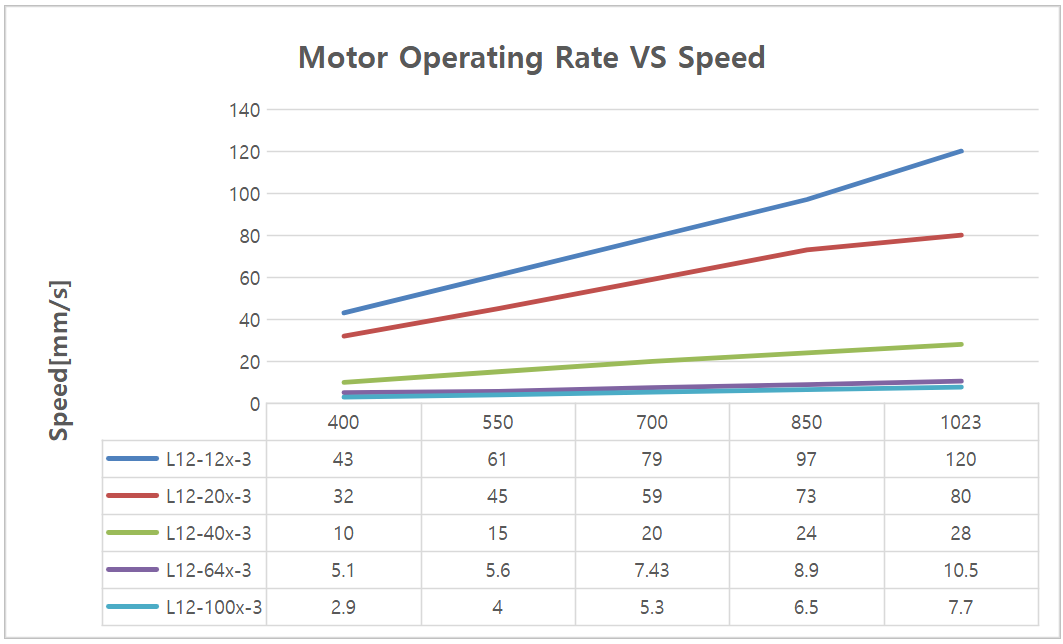 Motor Operating Rate VS Speed
140
120
100
80
60
40
20
0
Speed[mm/s]
400 550 700 850 1023
L12-12x-3 43 61 79 97 120
L12-20x-3 32 45 59 73 80
L12-40x-3 10 15 20 24 28
L12-64x-3 5.1 5.6 7.43 8.9 10.5
L12-100x-3 2.9 4 5.3 6.5 7.7